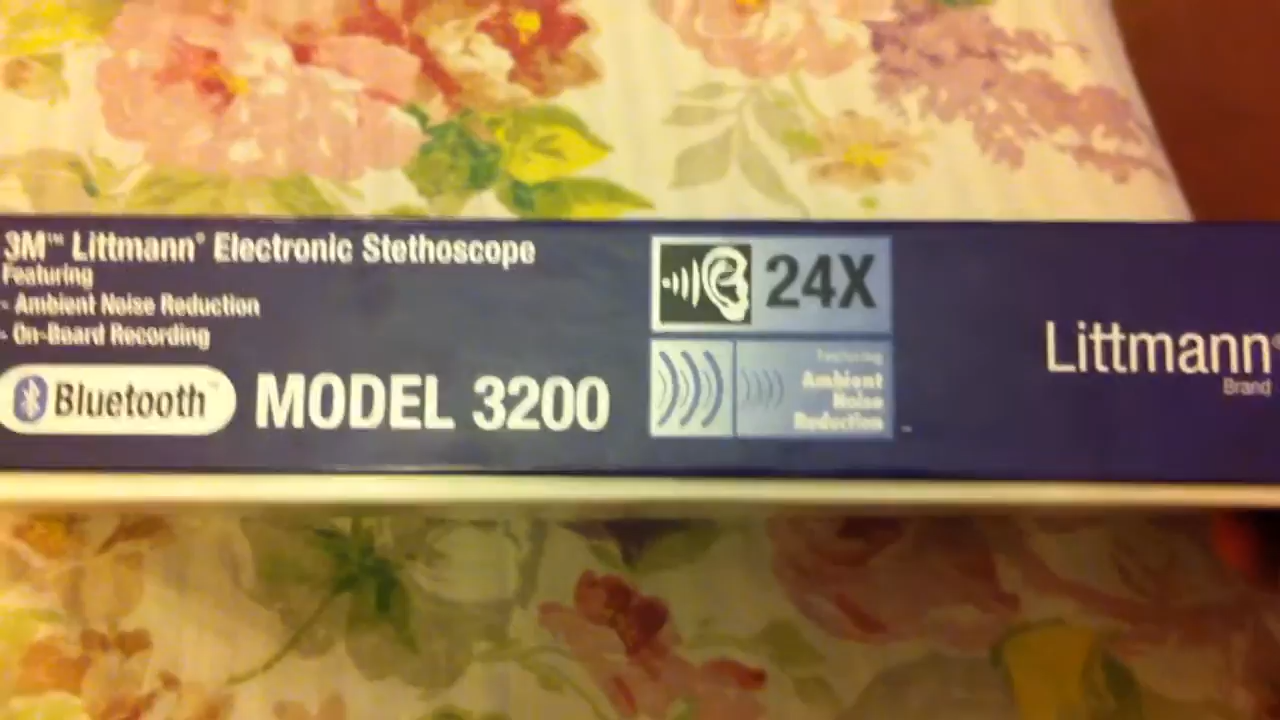 3M™ Littmann® Electronic Stethoscope
Featuring
- Ambient Noise Reduction
- On-Board Recording
Bluetooth™ MODEL 3200
24X
Featuring
Ambient
Noise
Reduction
Littmann®
Brand